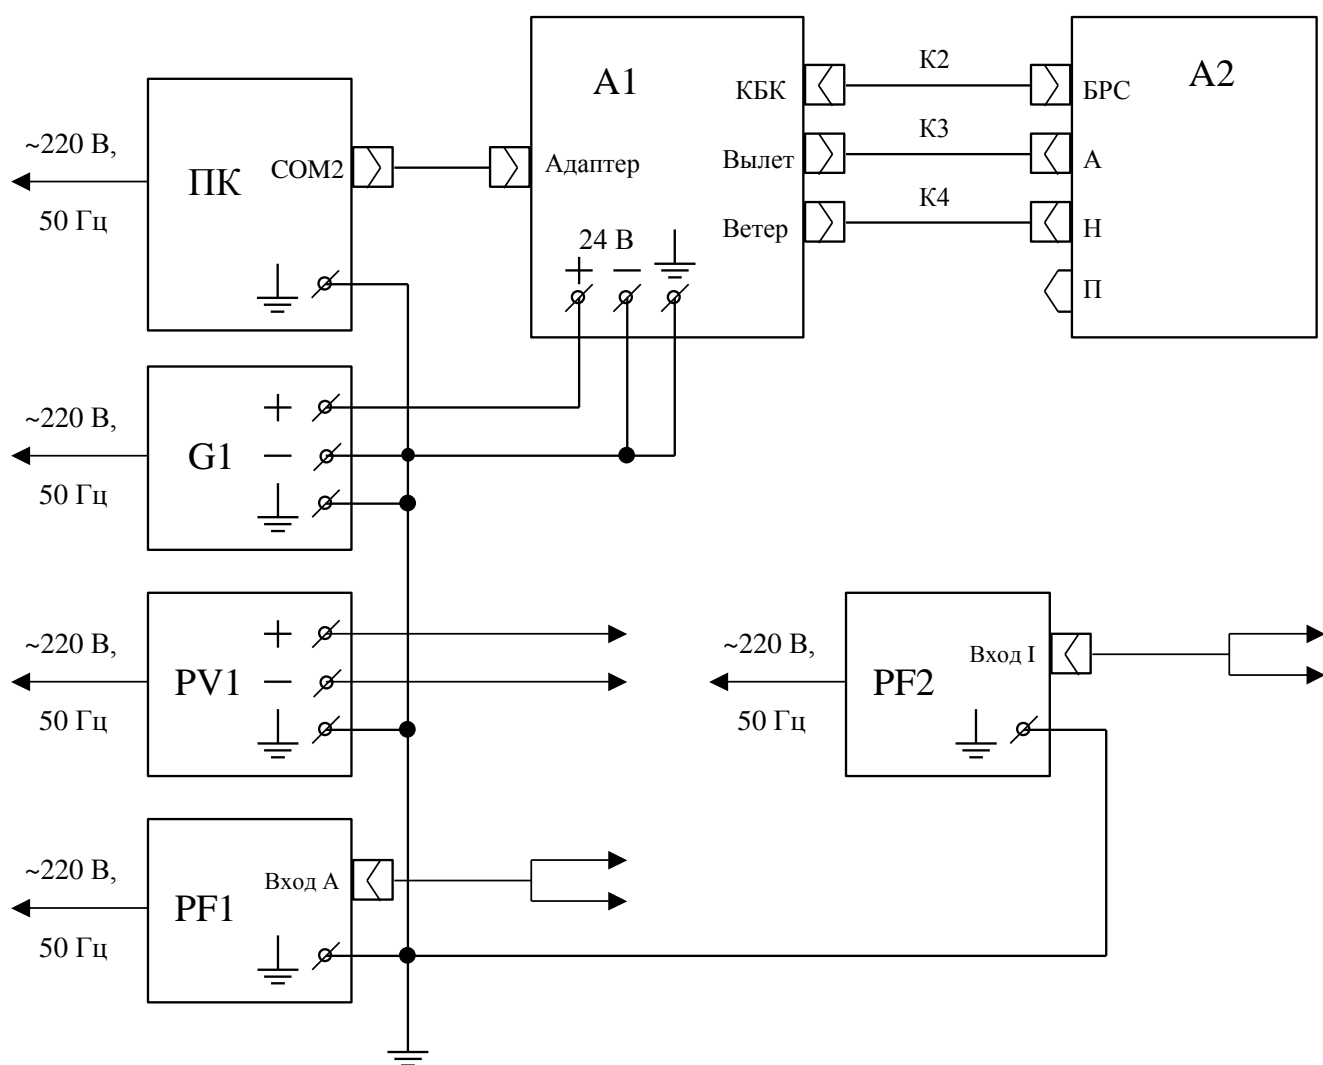 ~220 В,
50 Гц
ПК
COM2
А1
Адаптер
24 В
+
—
КБК
Вылет
Ветер
К2
К3
К4
А2
БРС
А
Н
П
~220 В,
50 Гц
G1
+
—
~220 В,
50 Гц
PV1
+
—
~220 В,
50 Гц
PF2
Вход I
~220 В,
50 Гц
PF1
Вход А